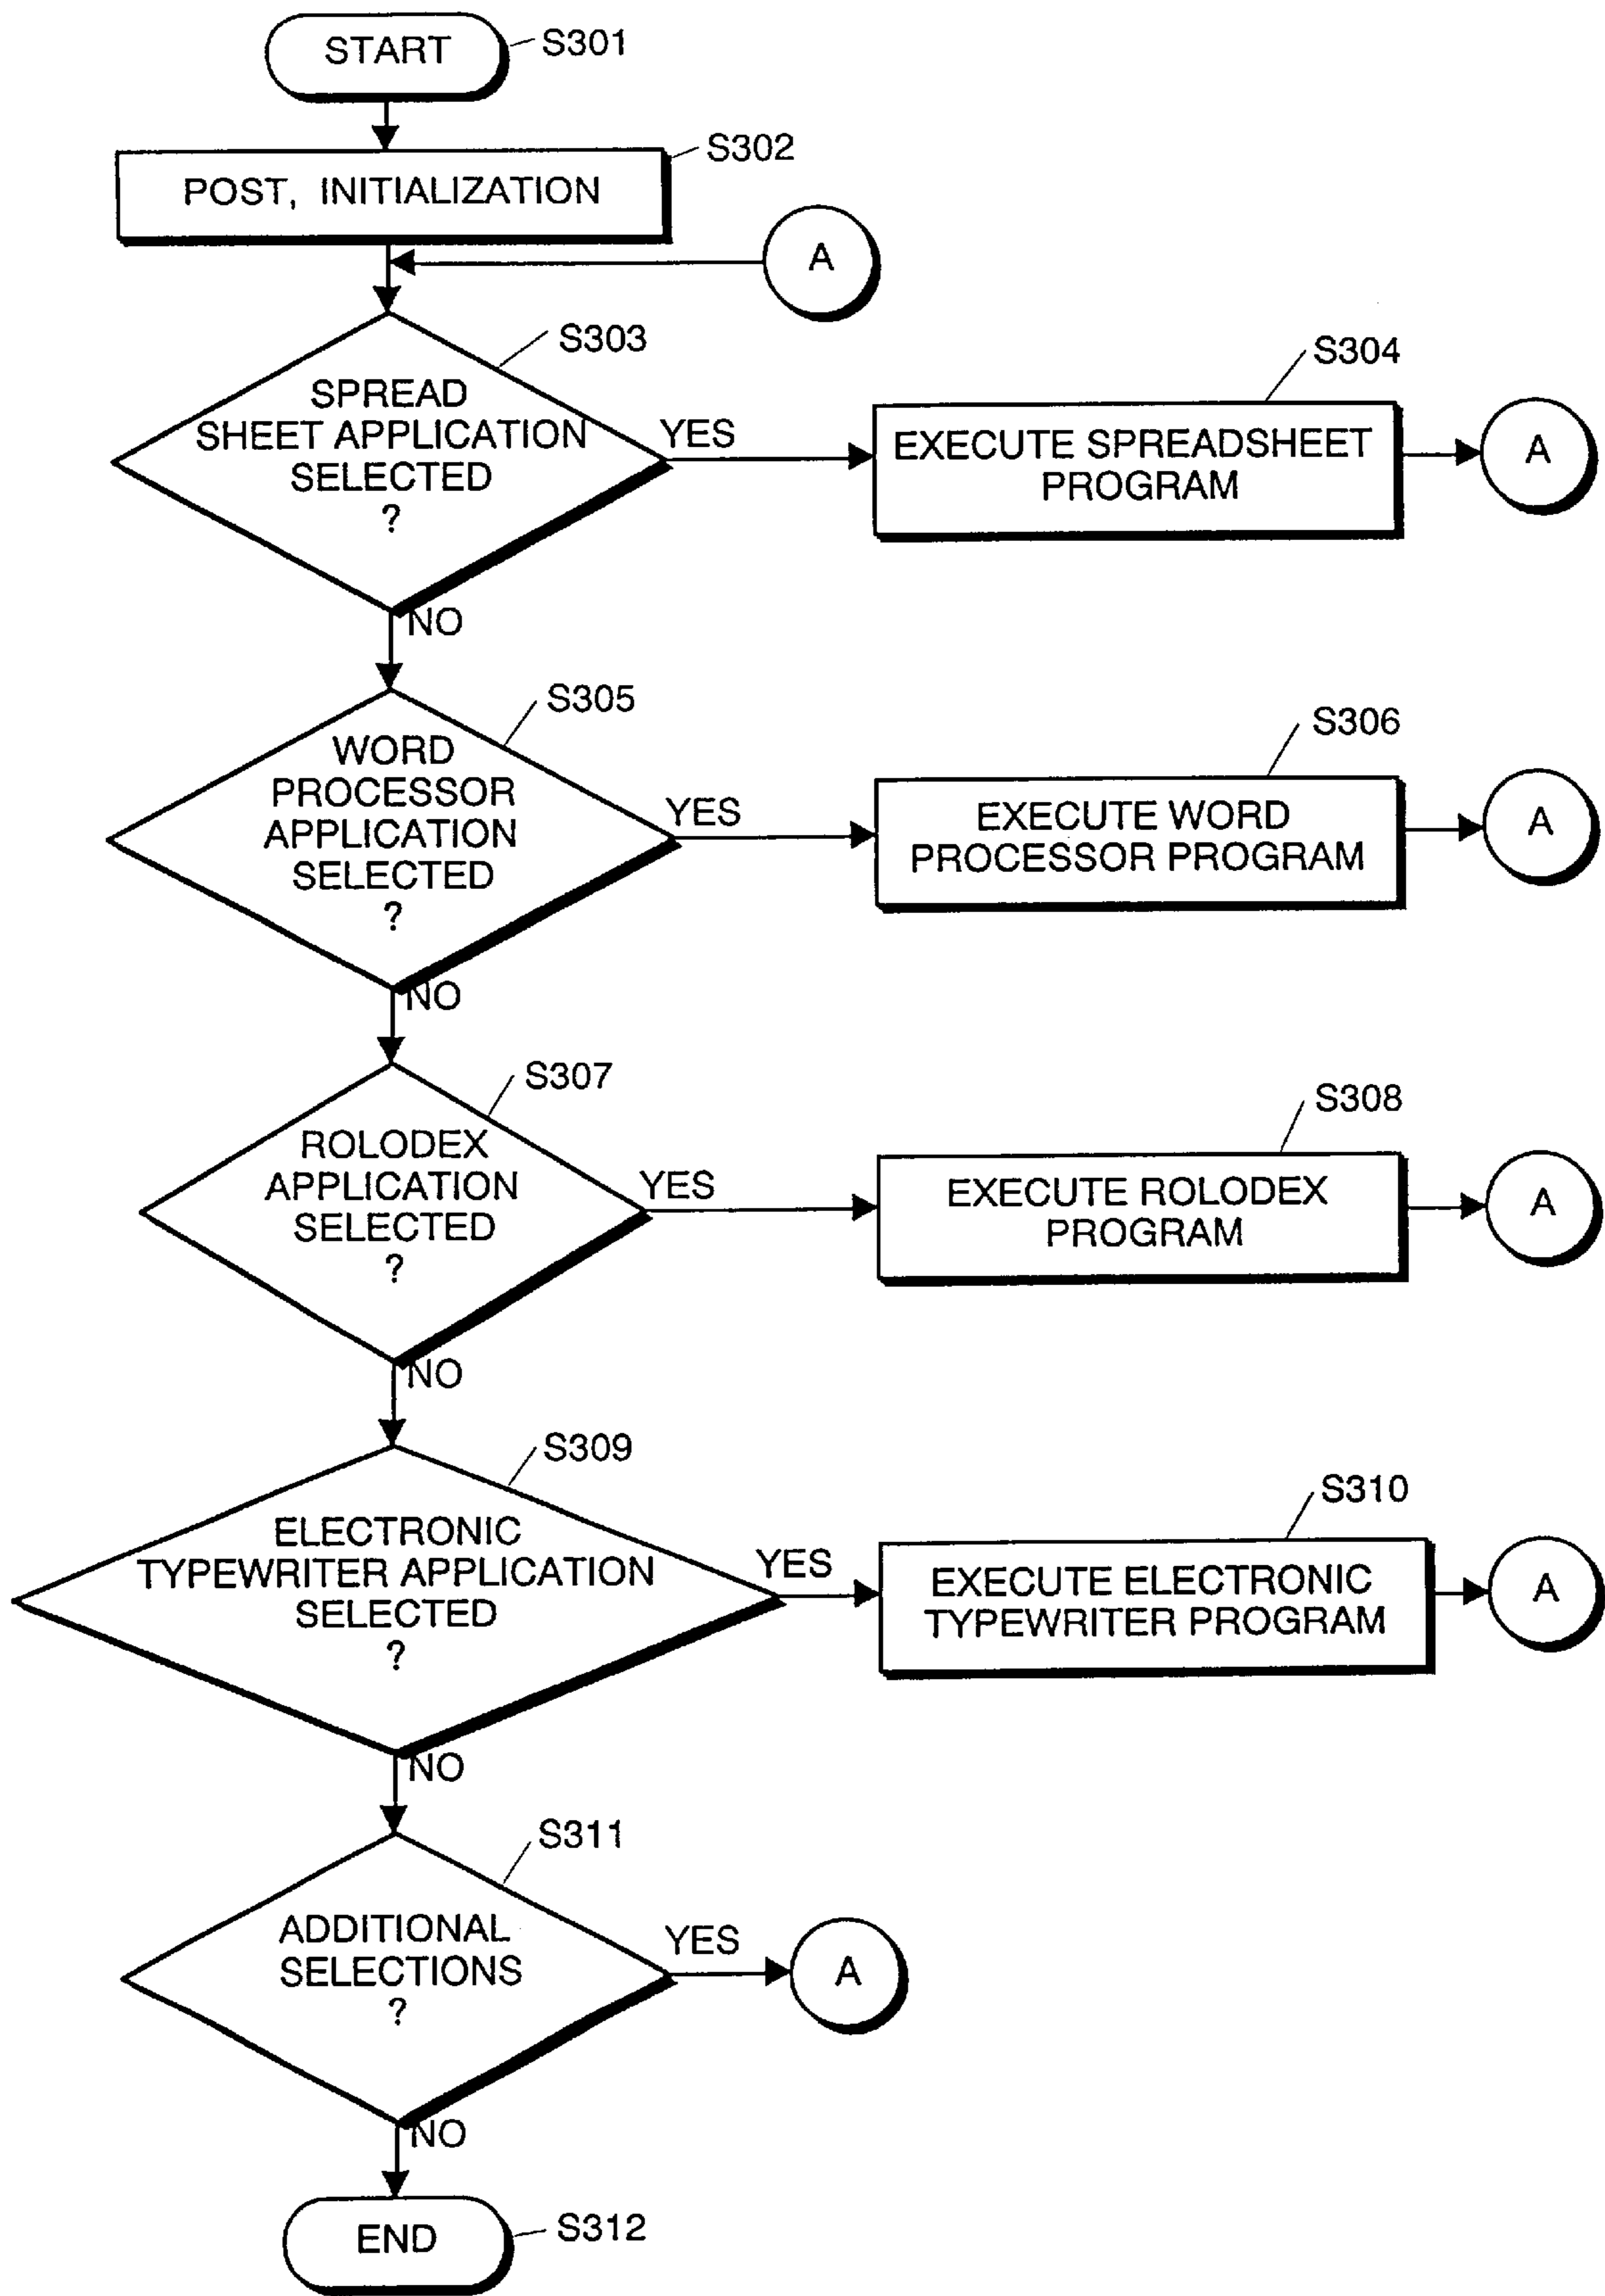 START
S301
S302
POST, INITIALIZATION
A
S303
SPREAD
SHEET APPLICATION
SELECTED
?
YES
S304
EXECUTE SPREADSHEET
PROGRAM
A
NO
S305
WORD
PROCESSOR
APPLICATION
SELECTED
?
YES
S306
EXECUTE WORD
PROCESSOR PROGRAM
A
NO
S307
ROLODEX
APPLICATION
SELECTED
?
YES
S308
EXECUTE ROLODEX
PROGRAM
A
NO
S309
ELECTRONIC
TYPEWRITER APPLICATION
SELECTED
?
YES
S310
EXECUTE ELECTRONIC
TYPEWRITER PROGRAM
A
NO
S311
ADDITIONAL
SELECTIONS
?
YES
A
NO
END
S312